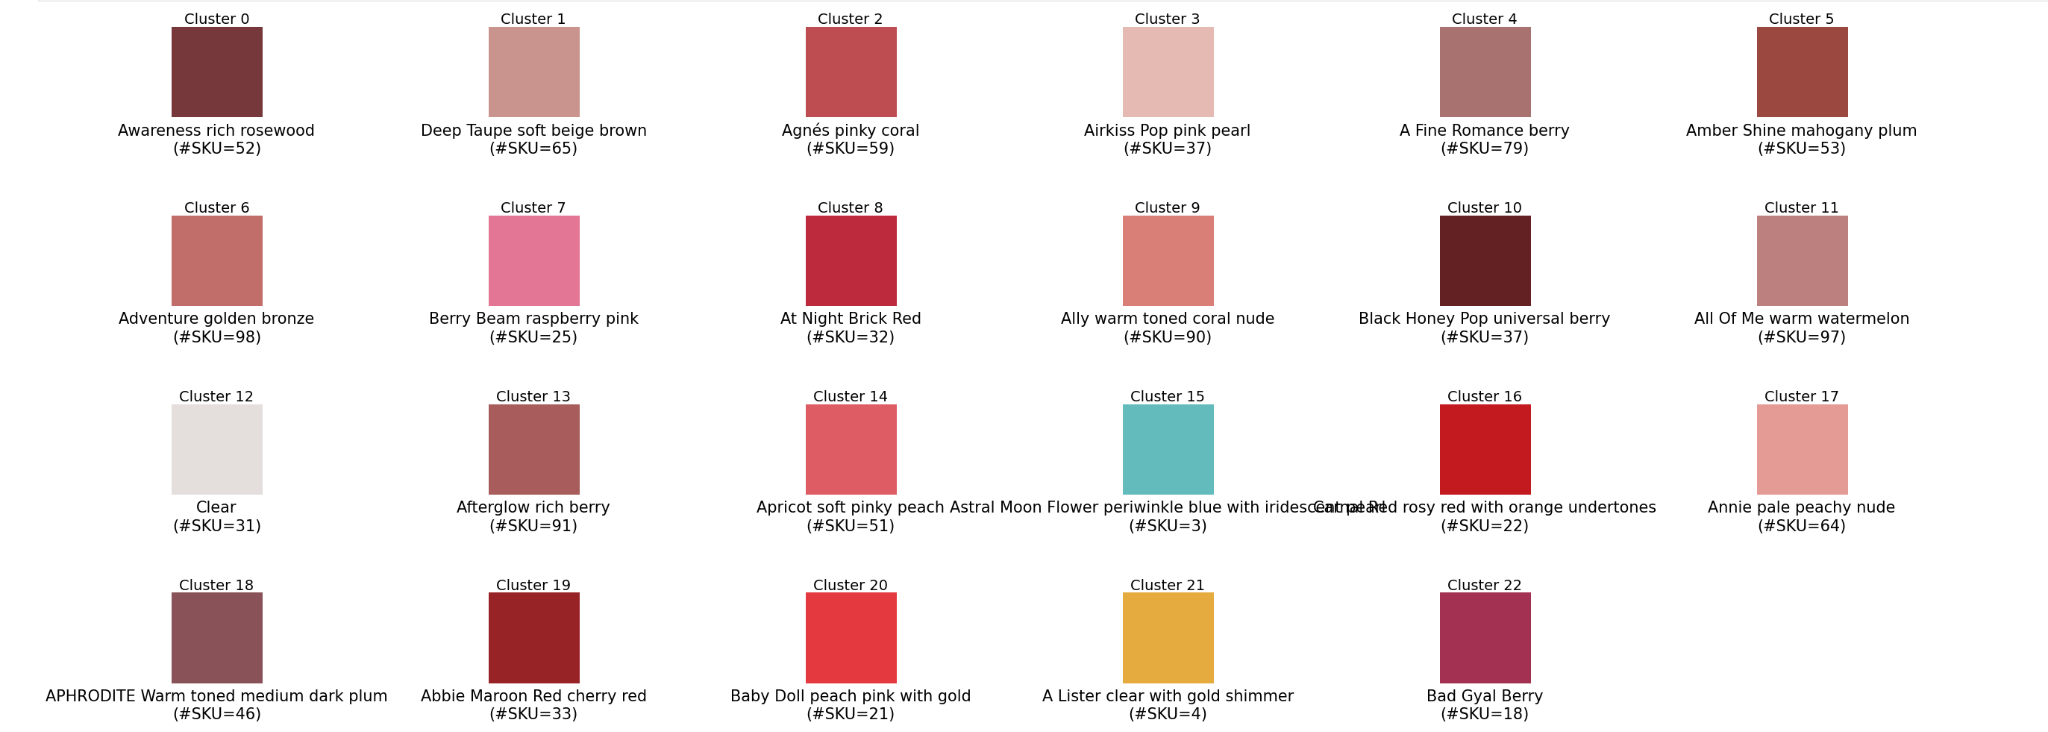 Cluster 0
Awareness rich rosewood
(#SKU=52)
Cluster 1
Deep Taupe soft beige brown
(#SKU=65)
Cluster 2
Agnés pinky coral
(#SKU=59)
Cluster 3
Airkiss Pop pink pearl
(#SKU=37)
Cluster 4
A Fine Romance berry
(#SKU=79)
Cluster 5
Amber Shine mahogany plum
(#SKU=53)
Cluster 6
Adventure golden bronze
(#SKU=98)
Cluster 7
Berry Beam raspberry pink
(#SKU=25)
Cluster 8
At Night Brick Red
(#SKU=32)
Cluster 9
Ally warm toned coral nude
(#SKU=90)
Cluster 10
Black Honey Pop universal berry
(#SKU=37)
Cluster 11
All Of Me warm watermelon
(#SKU=97)
Cluster 12
Clear
(#SKU=31)
Cluster 13
Afterglow rich berry
(#SKU=91)
Cluster 14
Apricot soft pinky peach
(#SKU=51)
Cluster 15
Astral Moon Flower periwinkle blue with iridescent pearl
(#SKU=3)
Cluster 16
Red rosy red with orange undertones
(#SKU=22)
Cluster 17
Annie pale peachy nude
(#SKU=64)
Cluster 18
APHRODITE Warm toned medium dark plum
(#SKU=46)
Cluster 19
Abbie Maroon Red cherry red
(#SKU=33)
Cluster 20
Baby Doll peach pink with gold
(#SKU=21)
Cluster 21
A Lister clear with gold shimmer
(#SKU=4)
Cluster 22
Bad Gyal Berry
(#SKU=18)